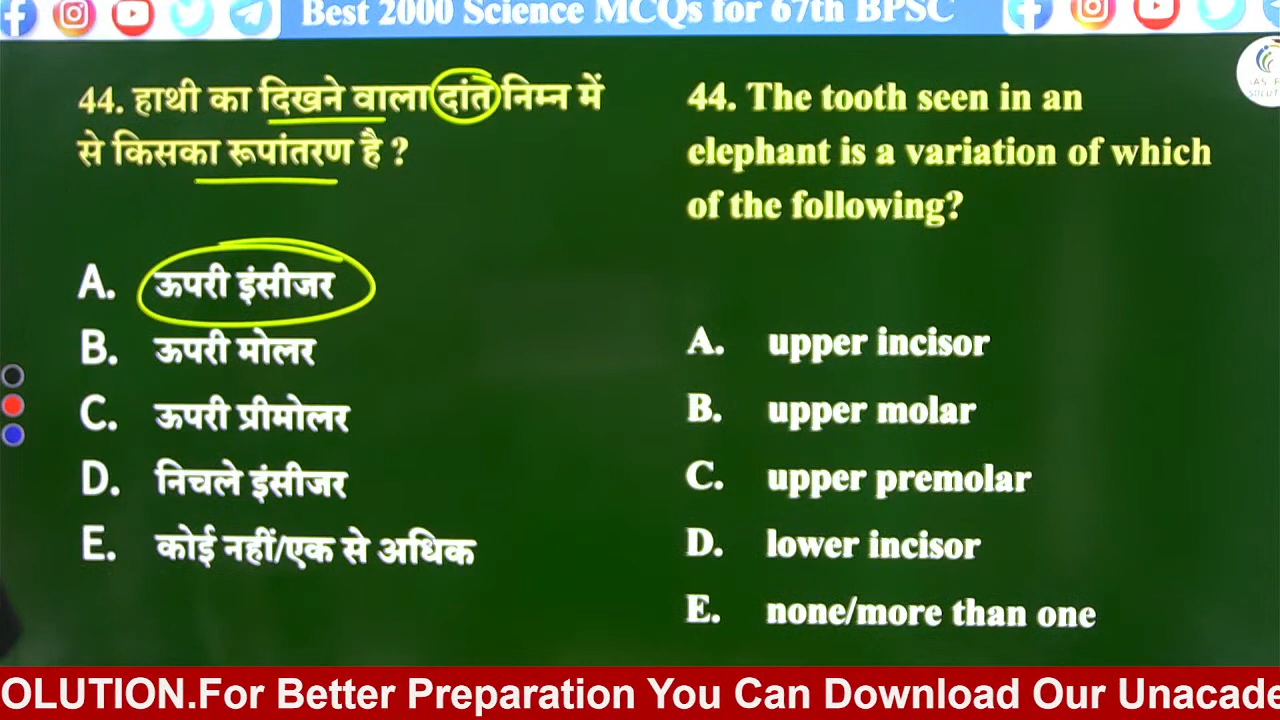 Best 2000 Science MCQs for 67th BPSC
44. हाथी का दिखने वाला दांत निम्न में
से किसका रूपांतरण है ?
A. ऊपरी इंसीजर
B. ऊपरी मोलर
C. ऊपरी प्रीमोलर
D. निचले इंसीजर
E. कोई नहीं/एक से अधिक
44. The tooth seen in an
elephant is a variation of which
of the following?
A. upper incisor
B. upper molar
C. upper premolar
D. lower incisor
E. none/more than one
OLUTION.For Better Preparation You Can Download Our Unacade